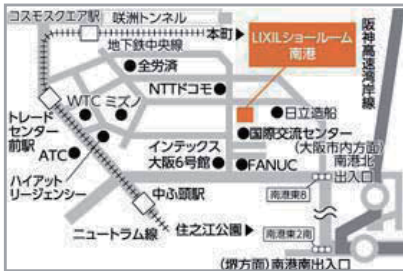 コスモスクエア駅
咲洲トンネル
地下鉄中央線
本町▶
LIXILショールーム
南港
阪神高速湾岸線
全労済
NTTドコモ
WTC ミズノ
日立造船
トレード
センター
前駅
国際交流センター
(大阪市内方面)
インテックス
大阪6号館
南港北
出入口
ATC
FANUC
ハイアット
リージェンシー
中ふ頭駅
南港東8
ニュートラム線
住之江公園▶
南港東2南
(堺方面)南港南出入口